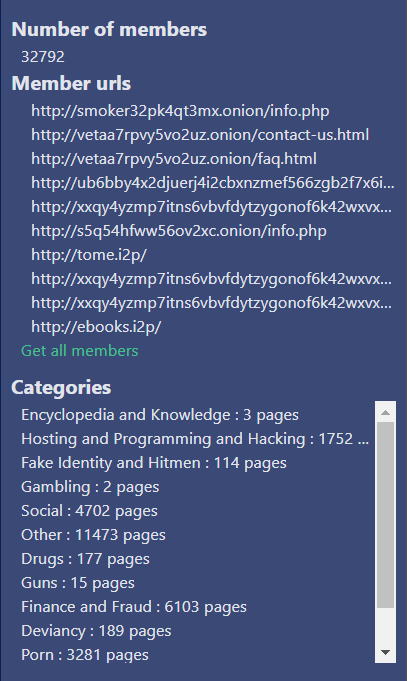 Number of members
32792
Member urls
http://smoker32pk4qt3mx.onion/info.php
http://vetaa7rpvy5vo2uz.onion/contact-us.html
http://vetaa7rpvy5vo2uz.onion/faq.html
http://ub6bby4x2djuerj4i2cbxnzmef566zgb2f7x6i...
http://xxqy4yzmp7itns6vbvfdytzygonof6k42wxvx...
http://s5q54hfww56ov2xc.onion/info.php
http://tome.i2p/
http://xxqy4yzmp7itns6vbvfdytzygonof6k42wxvx...
http://xxqy4yzmp7itns6vbvfdytzygonof6k42wxvx...
http://ebooks.i2p/
Get all members
Categories
Encyclopedia and Knowledge : 3 pages
Hosting and Programming and Hacking : 1752 ...
Fake Identity and Hitmen : 114 pages
Gambling : 2 pages
Social : 4702 pages
Other : 11473 pages
Drugs : 177 pages
Guns : 15 pages
Finance and Fraud : 6103 pages
Deviancy : 189 pages
Porn : 3281 pages